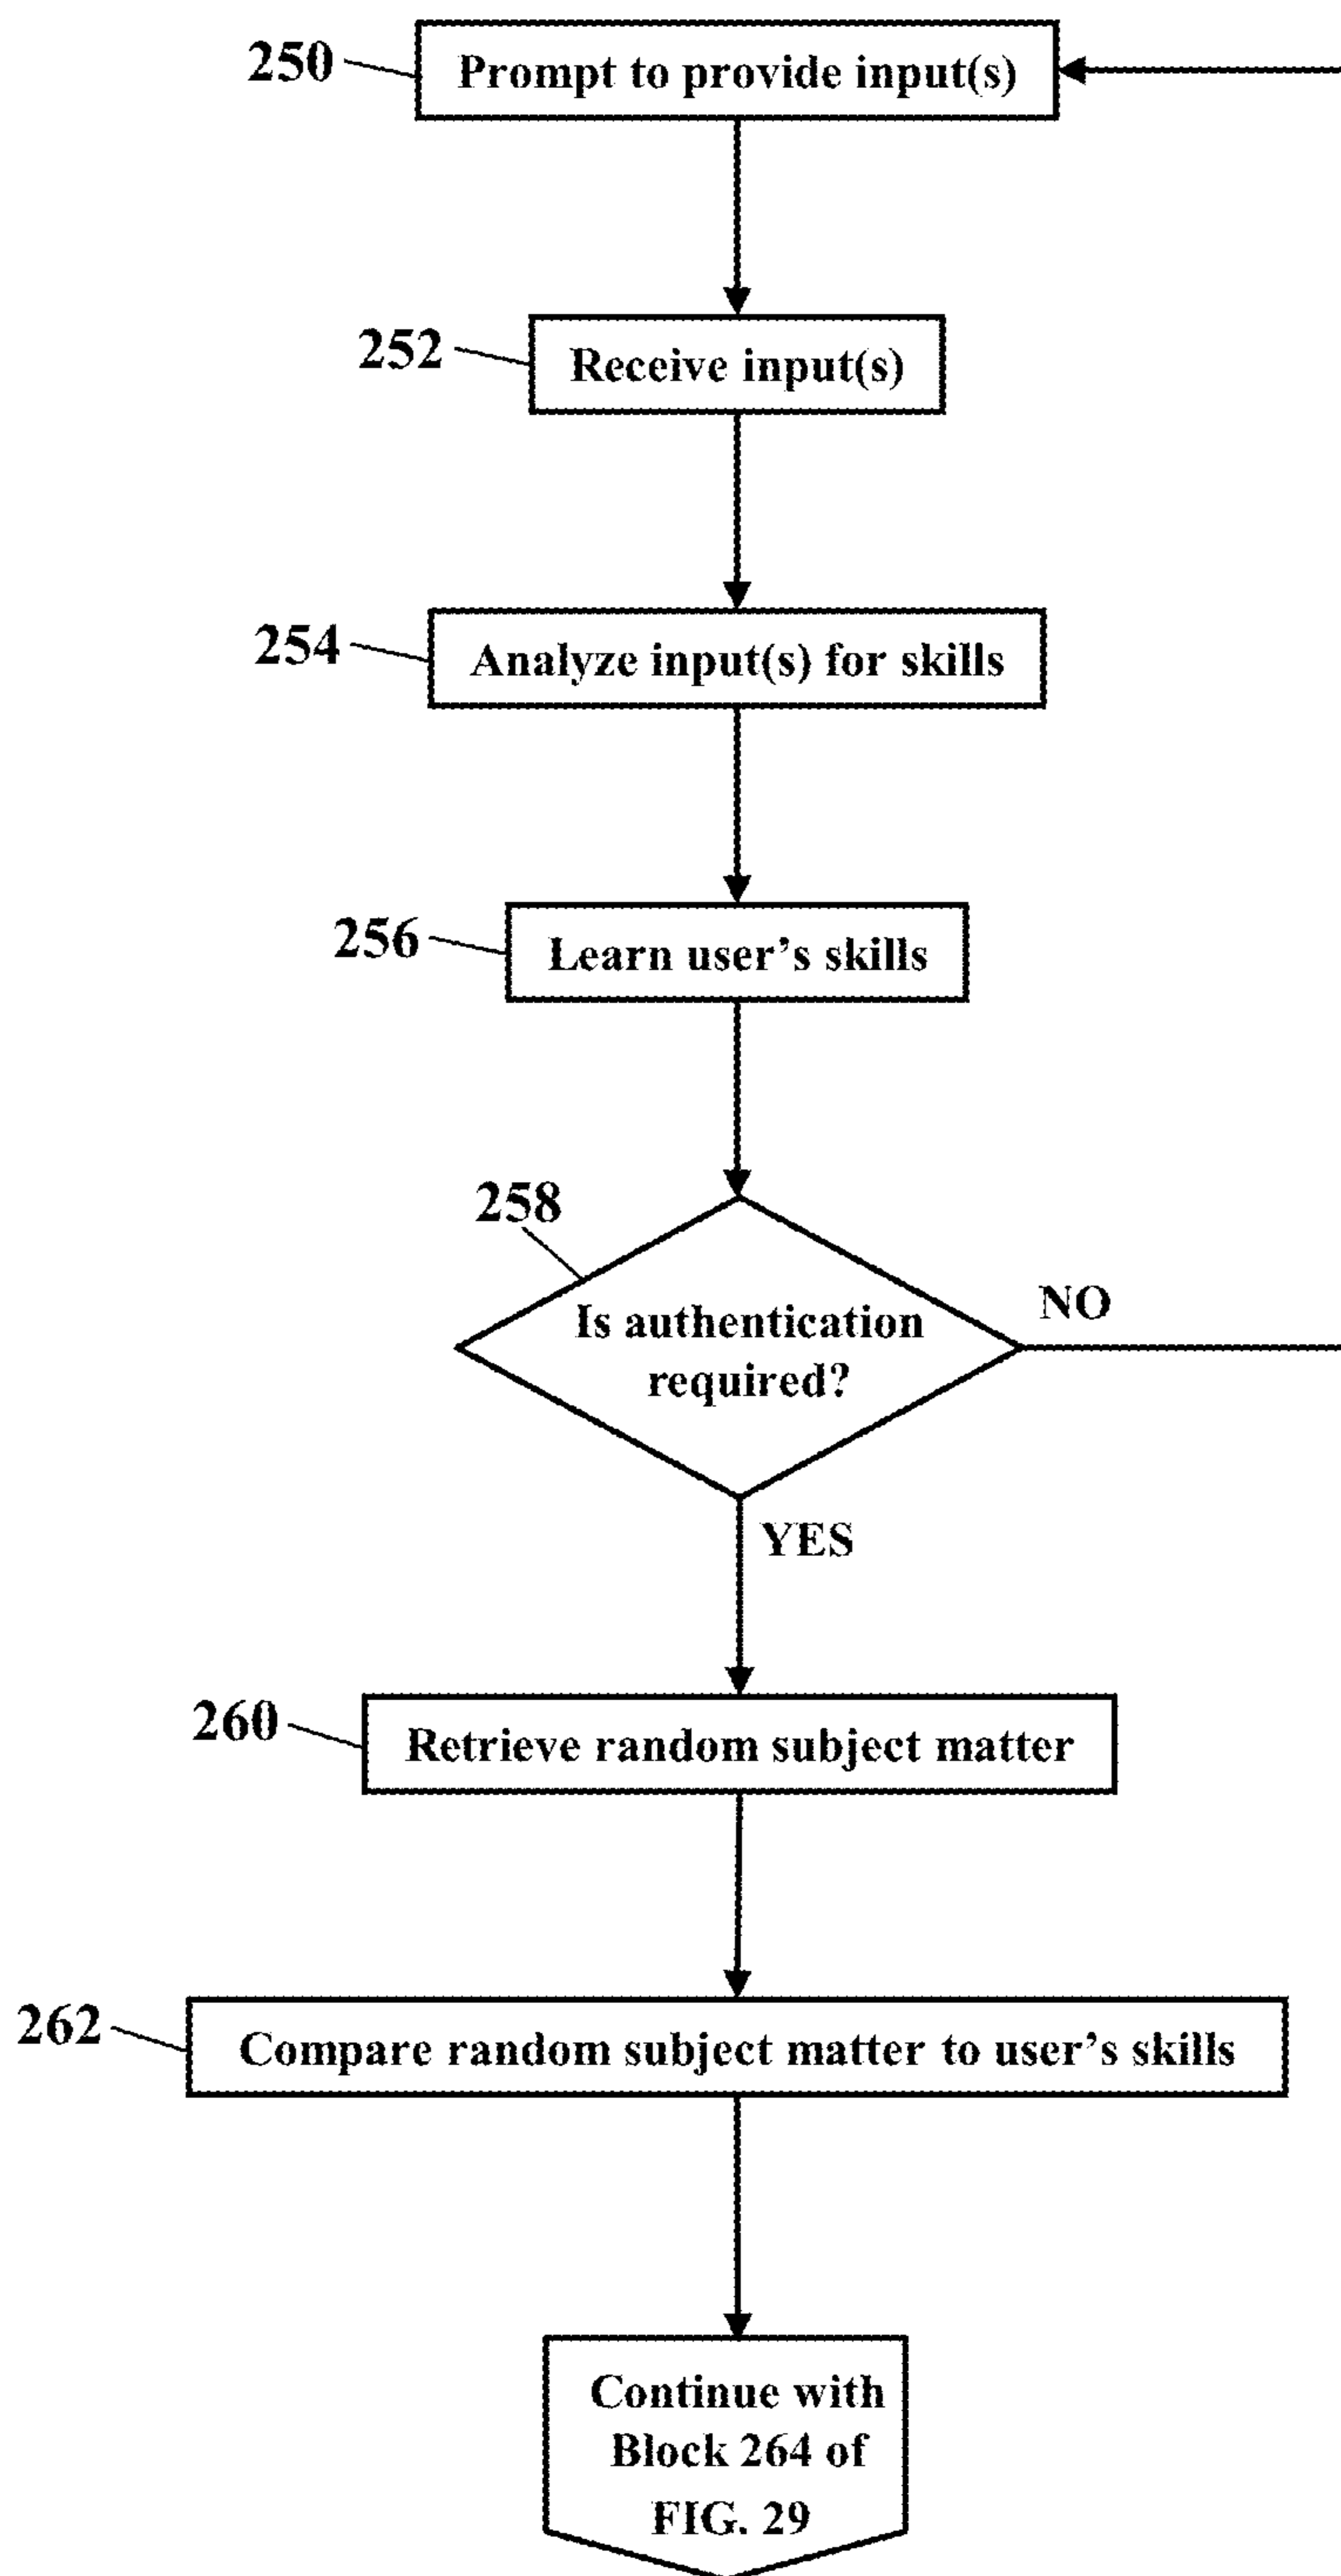 250
Prompt to provide input(s)
252
Receive input(s)
254
Analyze input(s) for skills
256
Learn user's skills
258
Is authentication
required?
NO
YES
260
Retrieve random subject matter
262
Compare random subject matter to user's skills
Continue with
Block 264 of
FIG. 29